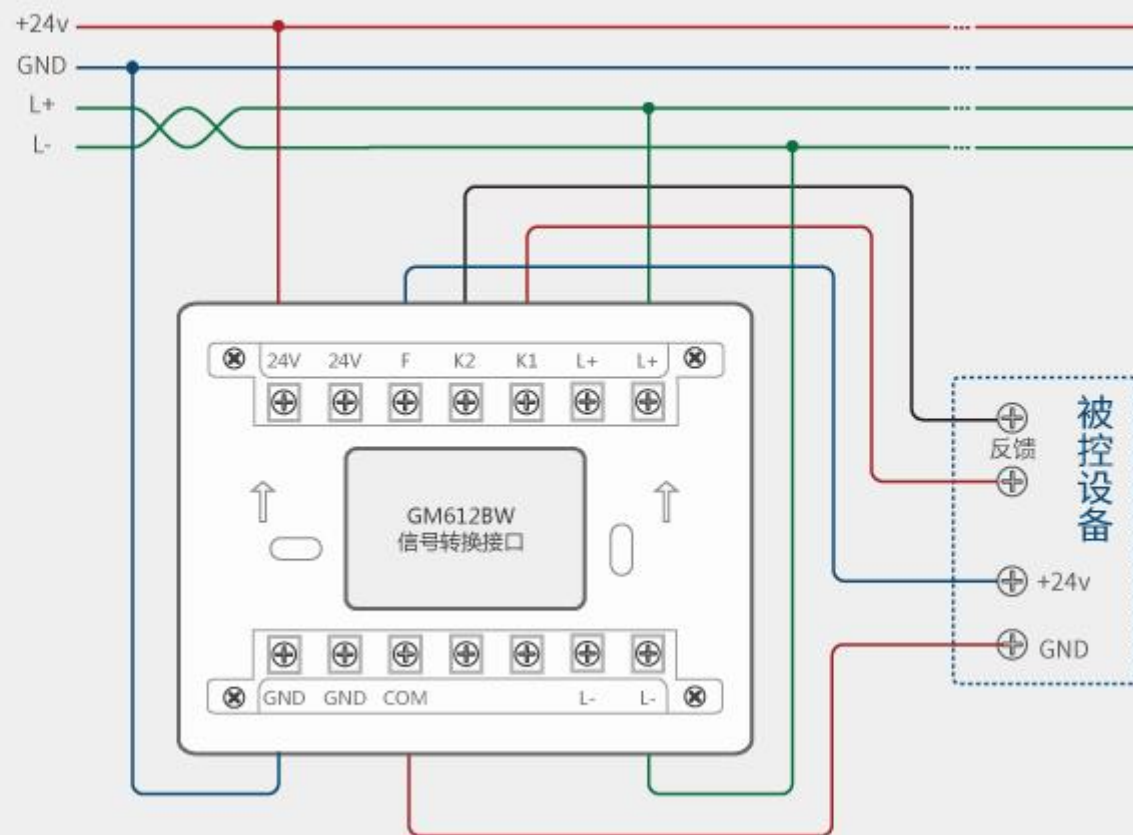 +24v
GND
L+
L-
24V 24V F K2 K1 L+ L+
GM612BW
信号转换接口
GND GND COM L- L-
被控设备
反馈
+24v
GND